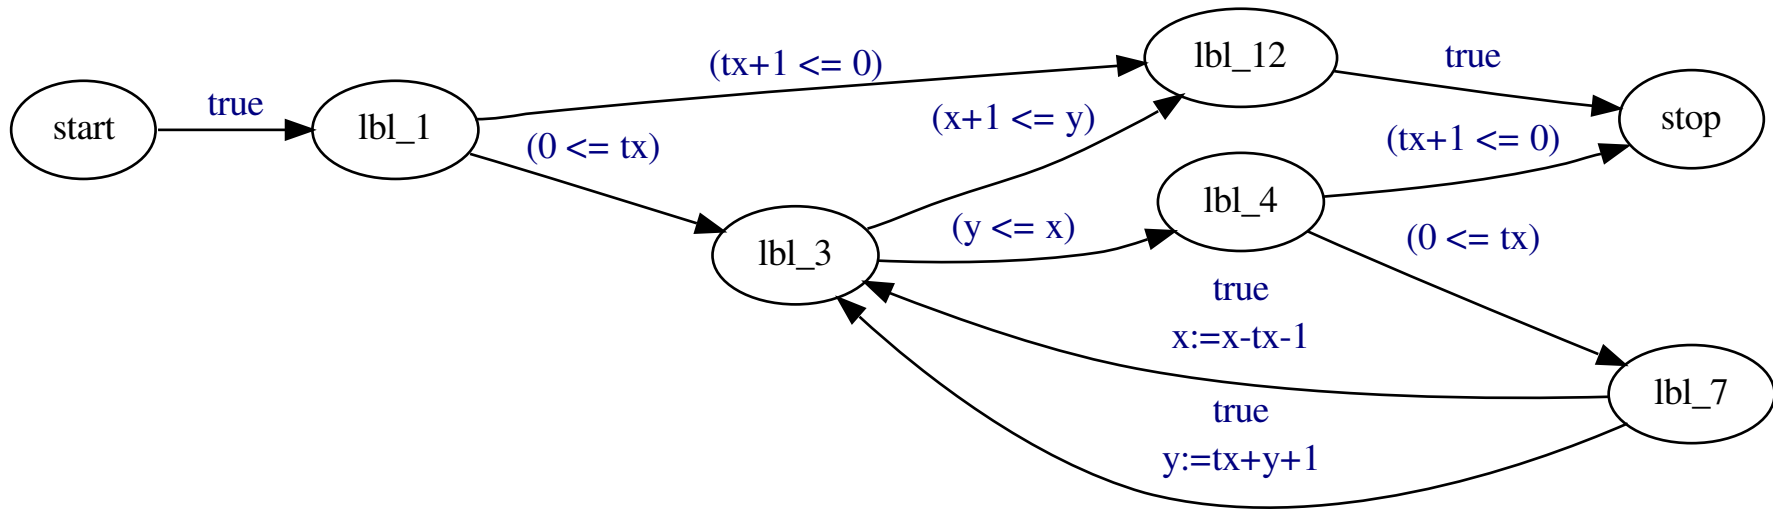 start
true
lbl_1
(tx+1 <= 0)
(0 <= tx)
lbl_3
(x+1 <= y)
(y <= x)
lbl_12
true
lbl_4
(tx+1 <= 0)
stop
(0 <= tx)
true
x:=x-tx-1
lbl_7
true
y:=tx+y+1